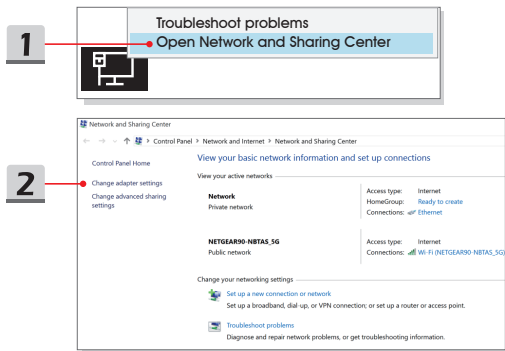 1
Troubleshoot problems
Open Network and Sharing Center
2
Network and Sharing Center
Control Panel > Network and Internet > Network and Sharing Center
Control Panel Home
Change adapter settings
Change advanced sharing
settings
View your basic network information and set up connections
View your active networks
Network
Private network
Access type: Internet
HomeGroup: Ready to create
Connections: Ethernet
NETGEAR90-NBTAS_5G
Public network
Access type: Internet
Connections: Wi-Fi (NETGEAR90-NBTAS_5G)
Change your networking settings
Set up a new connection or network
Set up a broadband, dial-up, or VPN connection; or set up a router or access point.
Troubleshoot problems
Diagnose and repair network problems, or get troubleshooting information.